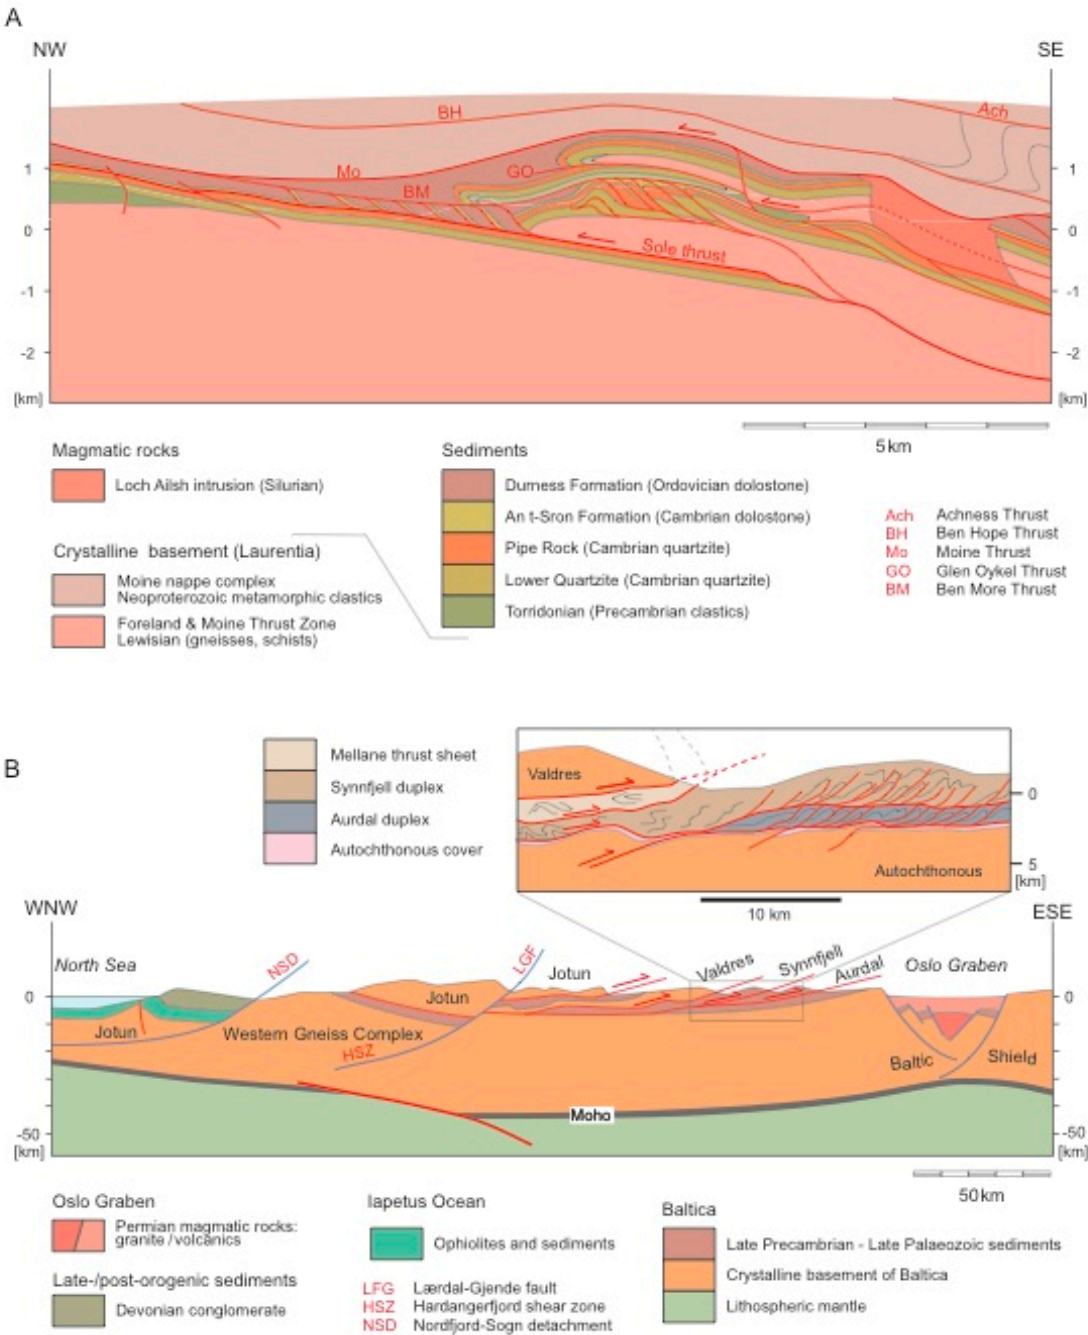 A
NW
SE
BH
Ach
Mo
GO
BM
Sole thrust
1
0
-1
-2
[km]
1
0
-1
-2
[km]
5km
Magmatic rocks
Loch Ailsh intrusion (Silurian)
Crystalline basement (Laurentia)
Moine nappe complex
Neoproterozoic metamorphic clastics
Foreland & Moine Thrust Zone
Lewisian (gneisses, schists)
Sediments
Durness Formation (Ordovician dolostone)
An t-Sron Formation (Cambrian dolostone)
Pipe Rock (Cambrian quartzite)
Lower Quartzite (Cambrian quartzite)
Torridonian (Precambrian clastics)
Ach Achness Thrust
BH Ben Hope Thrust
Mo Moine Thrust
GO Glen Oykel Thrust
BM Ben More Thrust
B
Mellane thrust sheet
Synnfjell duplex
Aurdal duplex
Autochthonous cover
Valdres
Autochthonous
0
5
[km]
10 km
WNW
ESE
North Sea
NSD
LGF
Jotun
Valdres
Synnfjell
Aurdal
Oslo Graben
0
0
Jotun
Jotun
Western Gneiss Complex
HSZ
Baltic
Shield
Moho
-50
[km]
-50
[km]
50km
Oslo Graben
Permian magmatic rocks:
granite/volcanics
Late-/post-orogenic sediments
Devonian conglomerate
Iapetus Ocean
Ophiolites and sediments
LFG Lærdal-Gjende fault
HSZ Hardangerfjord shear zone
NSD Nordfjord-Sogn detachment
Baltica
Late Precambrian - Late Palaeozoic sediments
Crystalline basement of Baltica
Lithospheric mantle